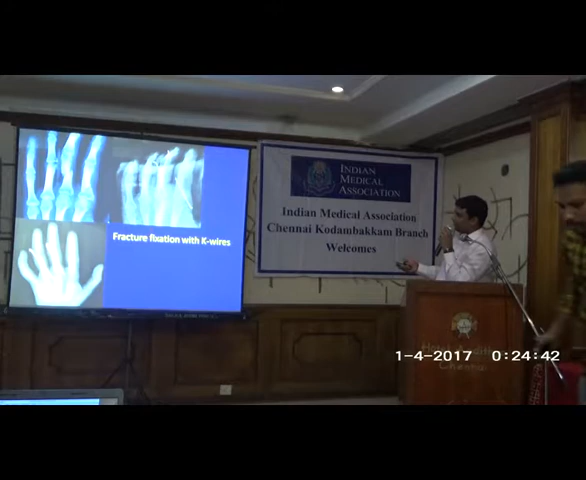 Fracture fixation with K-wires
INDIAN
MEDICAL
ASSOCIATION
Indian Medical Association
Chennai Kodambakkam Branch
Welcomes
Hotel
1-4-2017 0:24:42